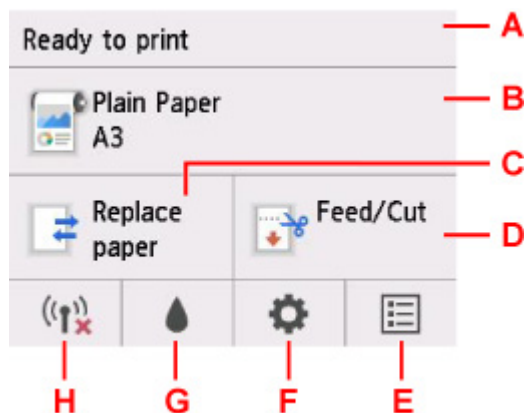 Ready to print
A
Plain Paper
A3
B
C
Replace
paper
Feed/Cut
D
H
G
F
E